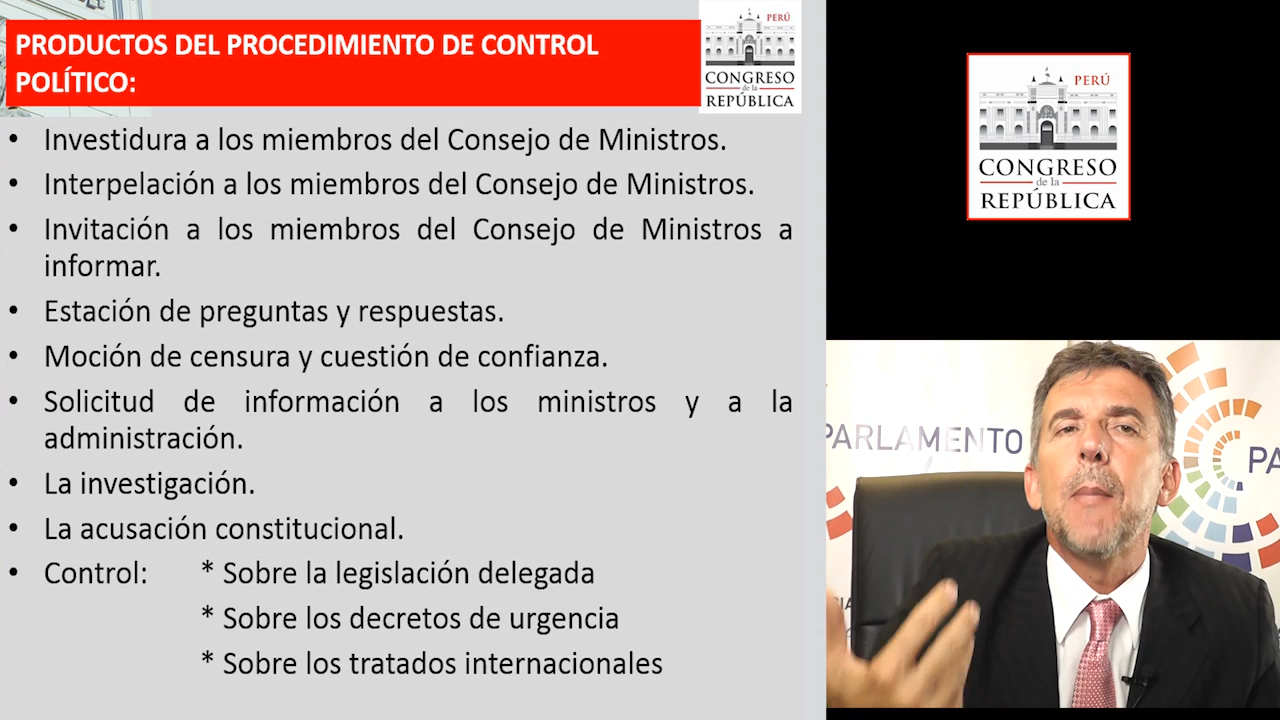 PRODUCTOS DEL PROCEDIMIENTO DE CONTROL
POLÍTICO:
PERÚ
CONGRESO
de la
REPÚBLICA
• Investidura a los miembros del Consejo de Ministros.
• Interpelación a los miembros del Consejo de Ministros.
• Invitación a los miembros del Consejo de Ministros a
informar.
• Estación de preguntas y respuestas.
• Moción de censura y cuestión de confianza.
• Solicitud de información a los ministros y a la
administración.
• La investigación.
• La acusación constitucional.
• Control: * Sobre la legislación delegada
* Sobre los decretos de urgencia
* Sobre los tratados internacionales
PERÚ
CONGRESO
de la
REPÚBLICA
PARLAMENTO
PA